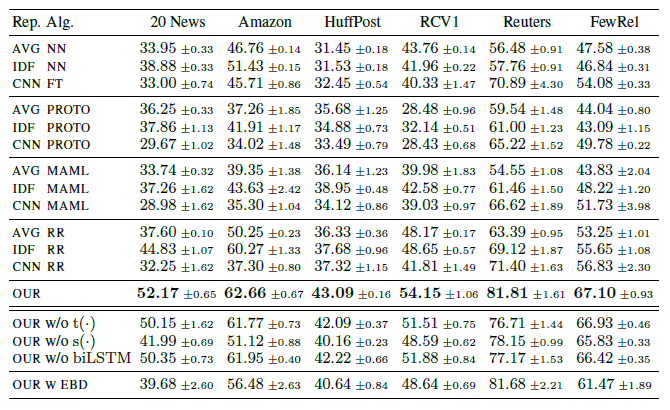 Rep. Alg. 20 News Amazon HuffPost RCV1 Reuters FewRel
AVG NN 33.95 ±0.33 46.76 ±0.14 31.45 ±0.18 43.76 ±0.14 56.48 ±0.91 47.58 ±0.38
IDF NN 38.88 ±0.33 51.43 ±0.15 31.53 ±0.18 41.96 ±0.22 57.76 ±0.91 46.84 ±0.31
CNN FT 33.00 ±0.74 45.71 ±0.86 32.45 ±0.54 40.33 ±1.47 70.89 ±4.30 54.08 ±0.33
AVG PROTO 36.25 ±0.33 37.26 ±1.85 35.68 ±1.25 28.48 ±0.96 59.54 ±1.48 44.04 ±0.80
IDF PROTO 37.86 ±1.13 41.91 ±1.17 34.88 ±0.73 32.14 ±0.51 61.00 ±1.23 43.09 ±1.15
CNN PROTO 29.67 ±1.02 34.02 ±1.48 33.49 ±0.79 28.43 ±0.68 65.22 ±1.52 49.78 ±0.22
AVG MAML 33.74 ±0.32 39.35 ±1.38 36.14 ±1.23 39.98 ±1.83 54.55 ±1.08 43.83 ±2.04
IDF MAML 37.26 ±1.62 43.63 ±2.42 38.95 ±0.48 42.58 ±0.77 61.46 ±1.50 48.22 ±1.20
CNN MAML 28.98 ±1.62 35.30 ±1.04 34.12 ±0.86 39.03 ±0.97 66.62 ±1.89 51.73 ±3.98
AVG RR 37.60 ±0.10 50.25 ±0.23 36.33 ±0.36 48.17 ±0.17 63.39 ±0.95 53.25 ±1.01
IDF RR 44.83 ±1.07 60.27 ±1.33 37.68 ±0.96 48.65 ±0.57 69.12 ±1.87 55.65 ±1.08
CNN RR 32.25 ±1.62 37.30 ±0.80 37.32 ±1.15 41.81 ±1.49 71.40 ±1.63 56.83 ±2.30
OUR 52.17 ±0.65 62.66 ±0.67 43.09 ±0.16 54.15 ±1.06 81.81 ±1.61 67.10 ±0.93
OUR w/o t(·) 50.15 ±1.62 61.77 ±0.73 42.09 ±0.37 51.51 ±0.75 76.71 ±1.44 66.93 ±0.46
OUR w/o s(·) 41.99 ±0.69 51.12 ±0.88 40.16 ±0.23 48.59 ±0.62 78.15 ±0.99 65.83 ±0.33
OUR w/o biLSTM 50.35 ±0.73 61.95 ±0.40 42.22 ±0.66 51.88 ±0.84 77.17 ±1.53 66.42 ±0.35
OUR W EBD 39.68 ±2.60 56.48 ±2.63 40.64 ±0.84 48.64 ±0.69 81.68 ±2.21 61.47 ±1.89